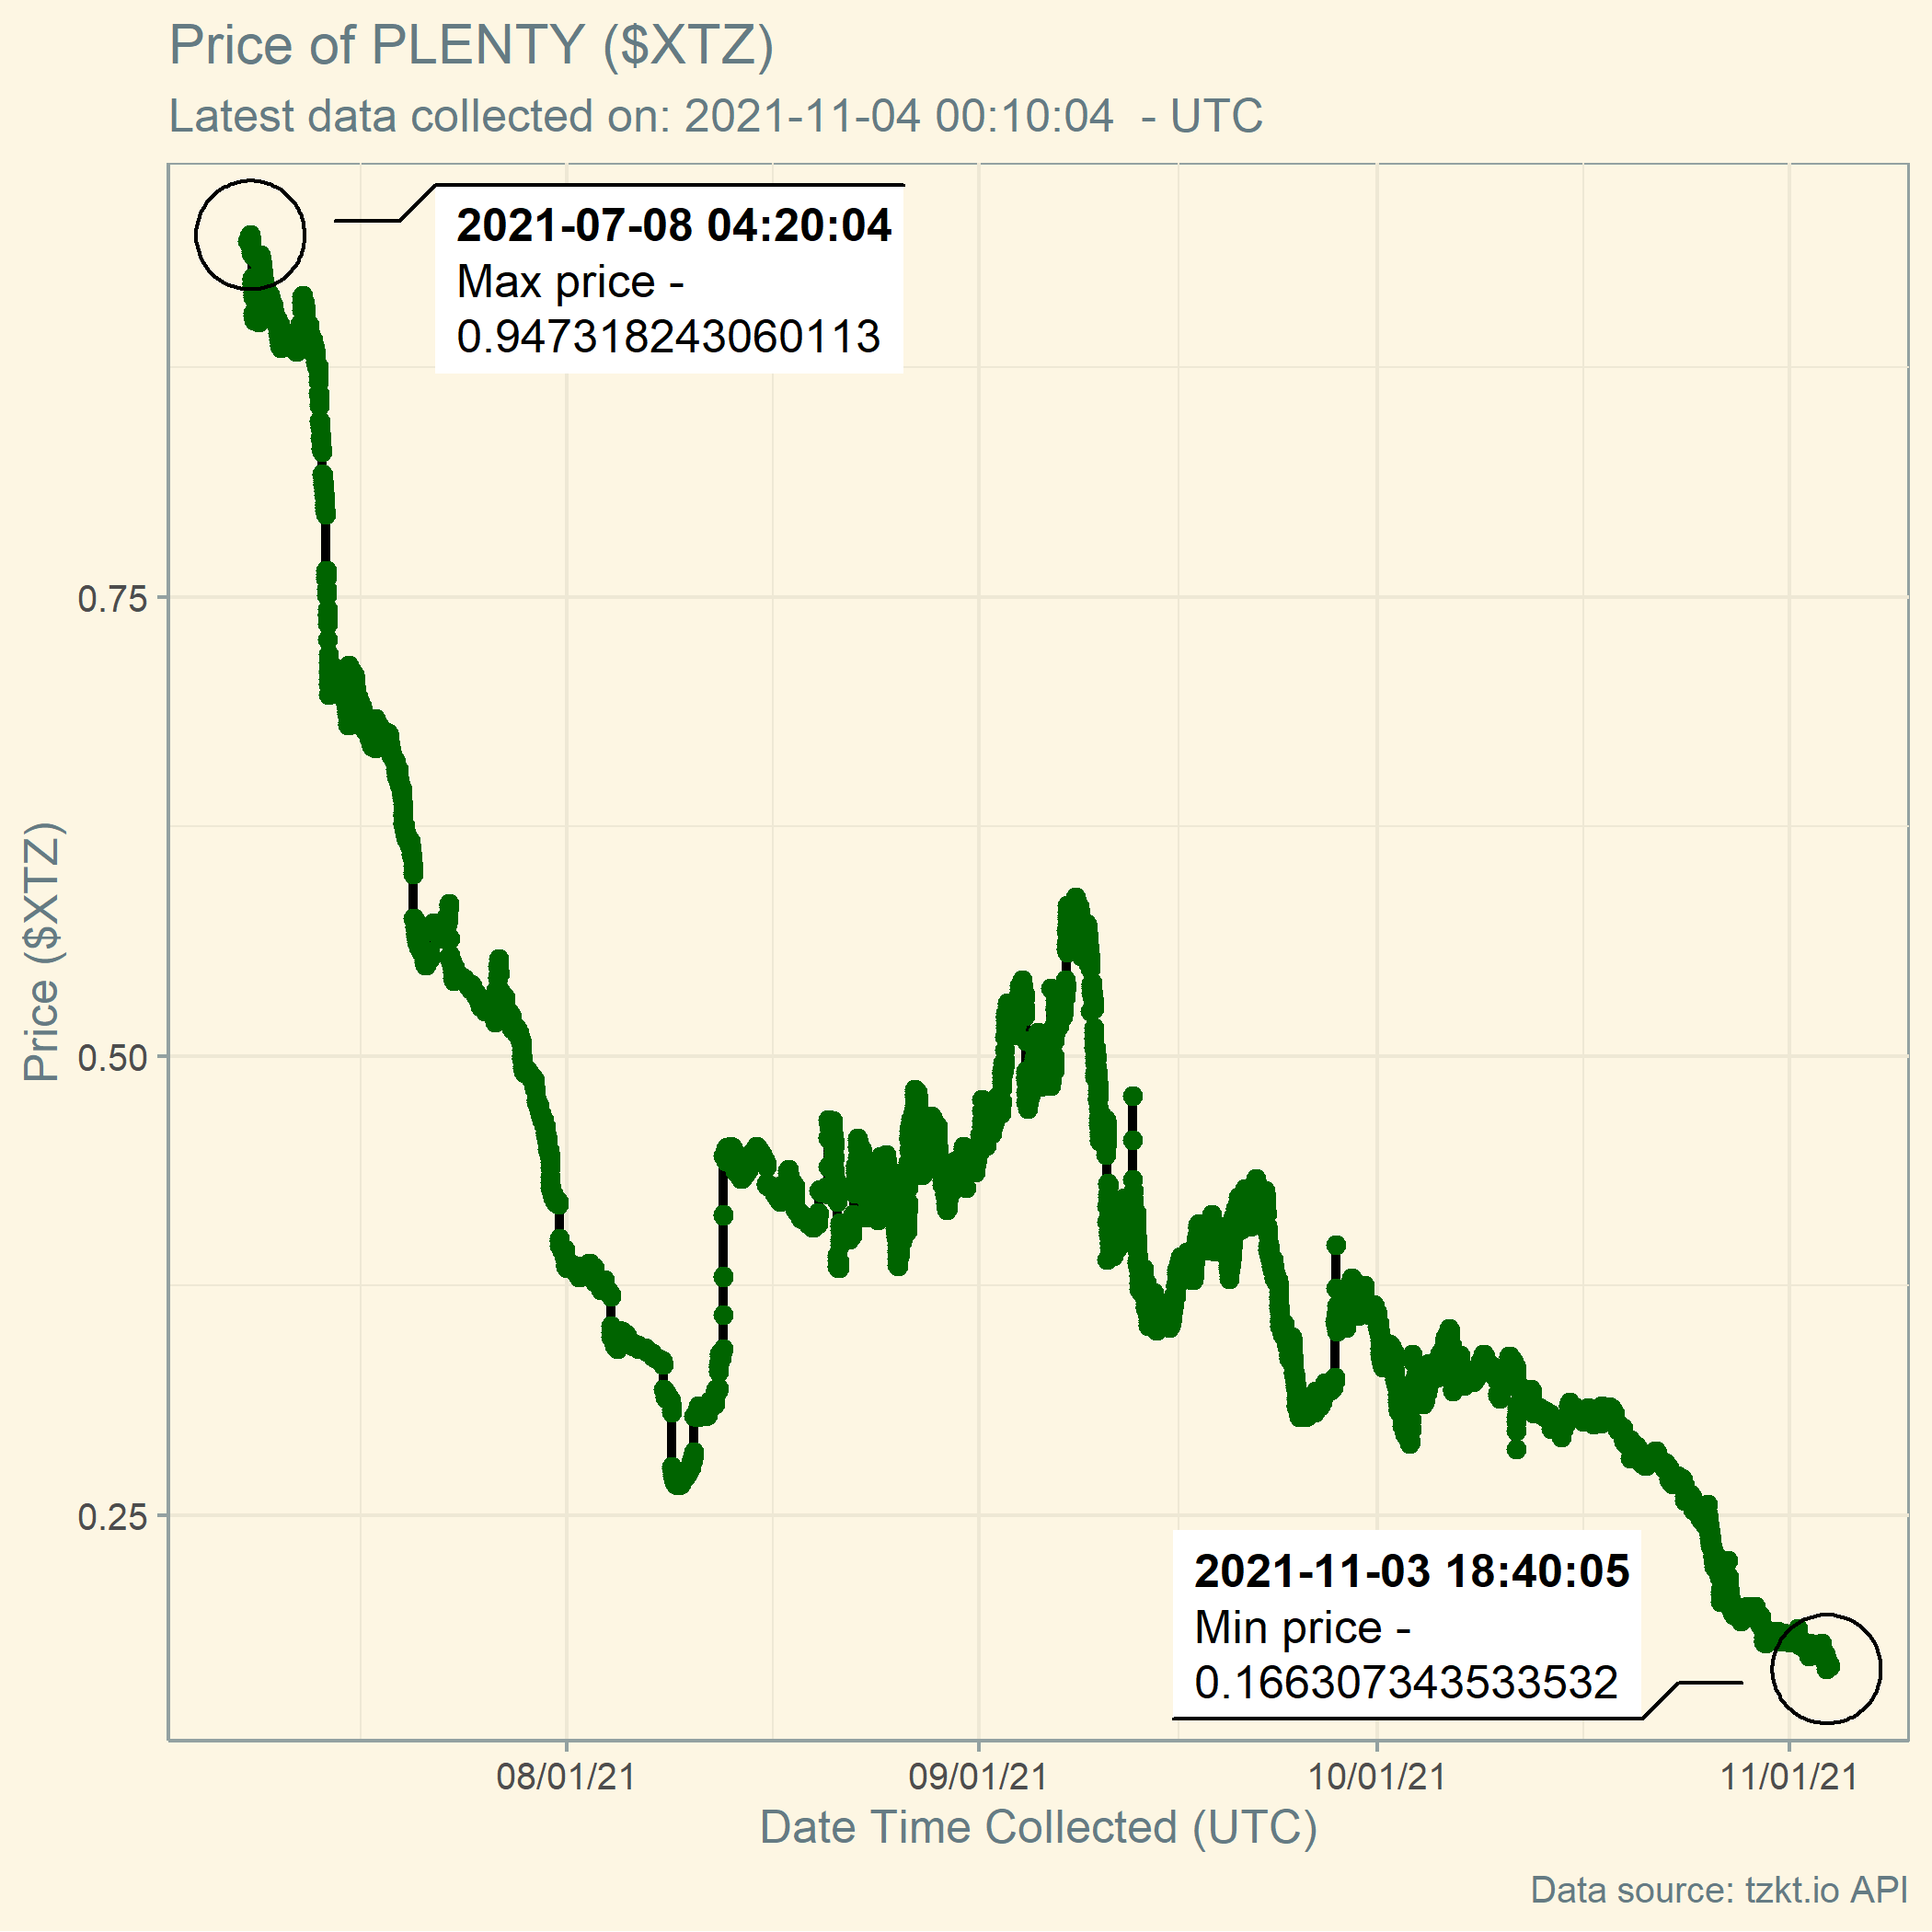 Price of PLENTY ($XTZ)
Latest data collected on: 2021-11-04 00:10:04  - UTC
2021-07-08 04:20:04
Max price -
0.947318243060113
0.75
0.50
0.25
Price ($XTZ)
2021-11-03 18:40:05
Min price -
0.166307343533532
08/01/21
09/01/21
10/01/21
11/01/21
Date Time Collected (UTC)
Data source: tzkt.io API